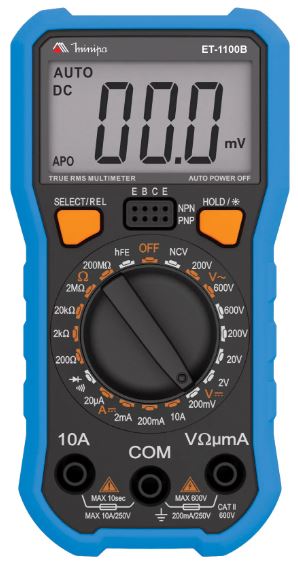 Minipa ET-1100B
AUTO
DC
00.0 mV
APO
TRUE RMS MULTIMETER AUTO POWER OFF
SELECT/REL E B C E HOLD/☀
NPN
PNP
hFE OFF NCV
200MΩ 200V
Ω V~
2MΩ 600V
20kΩ 600V
2kΩ 200V
200Ω 20V
2V
20µA V⎓
A⎓ 200mV
2mA 200mA 10A
10A COM VΩµmA
MAX 10sec MAX 600V
MAX 10A/250V 200mA/250V CAT II
600V